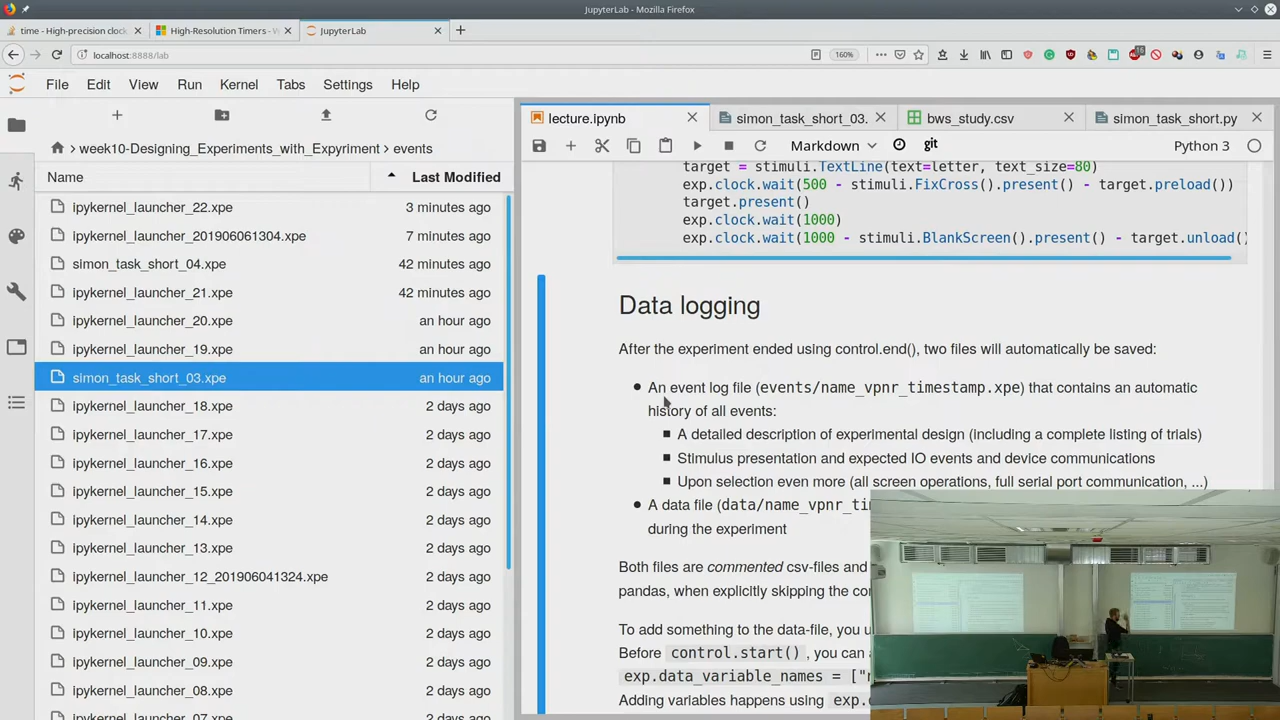 JupyterLab - Mozilla Firefox
time - High-precision clock
High-Resolution Timers - W
JupyterLab
localhost:8888/lab
160%
16
File Edit View Run Kernel Tabs Settings Help
week10-Designing_Experiments_with_Expyriment › events
Name Last Modified
ipykernel_launcher_22.xpe 3 minutes ago
ipykernel_launcher_201906061304.xpe 7 minutes ago
simon_task_short_04.xpe 42 minutes ago
ipykernel_launcher_21.xpe 42 minutes ago
ipykernel_launcher_20.xpe an hour ago
ipykernel_launcher_19.xpe an hour ago
simon_task_short_03.xpe an hour ago
ipykernel_launcher_18.xpe 2 days ago
ipykernel_launcher_17.xpe 2 days ago
ipykernel_launcher_16.xpe 2 days ago
ipykernel_launcher_15.xpe 2 days ago
ipykernel_launcher_14.xpe 2 days ago
ipykernel_launcher_13.xpe 2 days ago
ipykernel_launcher_12_201906041324.xpe 2 days ago
ipykernel_launcher_11.xpe 2 days ago
ipykernel_launcher_10.xpe 2 days ago
ipykernel_launcher_09.xpe 2 days ago
ipykernel_launcher_08.xpe 2 days ago
ipykernel_launcher_07.xpe 2 days ago
lecture.ipynb simon_task_short_03. bws_study.csv simon_task_short.py
Markdown git Python 3
target = stimuli.TextLine(text=letter, text_size=80)
exp.clock.wait(500 - stimuli.FixCross().present() - target.preload())
target.present()
exp.clock.wait(1000)
exp.clock.wait(1000 - stimuli.BlankScreen().present() - target.unload()
Data logging
After the experiment ended using control.end(), two files will automatically be saved:
An event log file (events/name_vpnr_timestamp.xpe) that contains an automatic
history of all events:
A detailed description of experimental design (including a complete listing of trials)
Stimulus presentation and expected IO events and device communications
Upon selection even more (all screen operations, full serial port communication, ...)
A data file (data/name_vpnr_ti
during the experiment
Both files are commented csv-files and
pandas, when explicitly skipping the co
To add something to the data-file, you u
Before control.start() , you can
exp.data_variable_names = ["
Adding variables happens using exp.